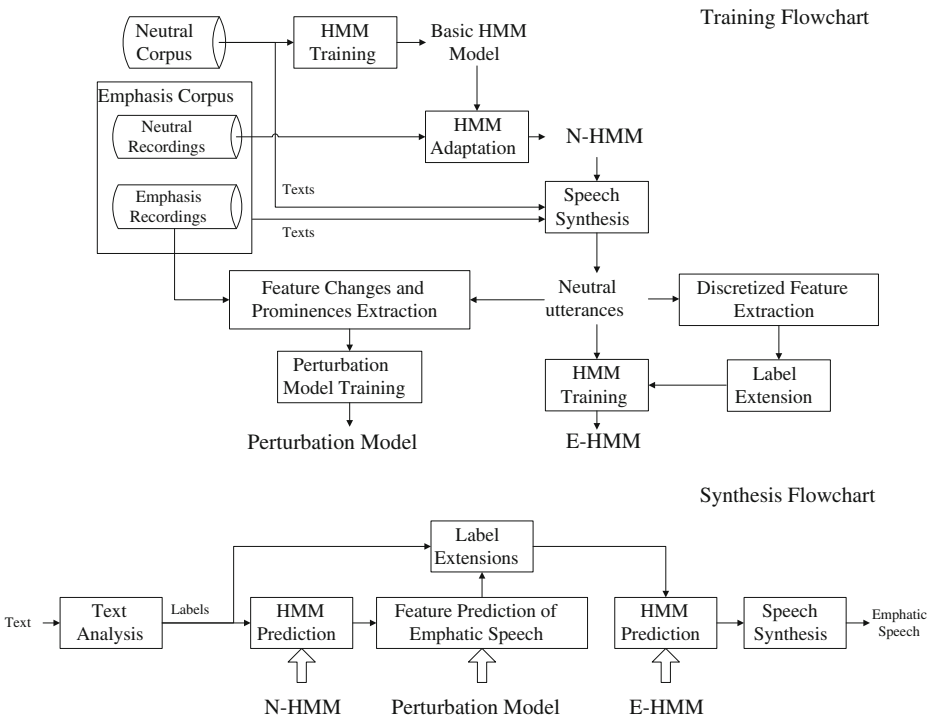 Training Flowchart
Neutral
Corpus
HMM
Training
Basic HMM
Model
Emphasis Corpus
Neutral
Recordings
HMM
Adaptation
N-HMM
Emphasis
Recordings
Texts
Texts
Speech
Synthesis
Feature Changes and
Prominences Extraction
Neutral
utterances
Discretized Feature
Extraction
Perturbation
Model Training
HMM
Training
Label
Extension
Perturbation Model
E-HMM
Synthesis Flowchart
Label
Extensions
Text
Text
Analysis
Labels
HMM
Prediction
Feature Prediction of
Emphatic Speech
HMM
Prediction
Speech
Synthesis
Emphatic
Speech
N-HMM
Perturbation Model
E-HMM